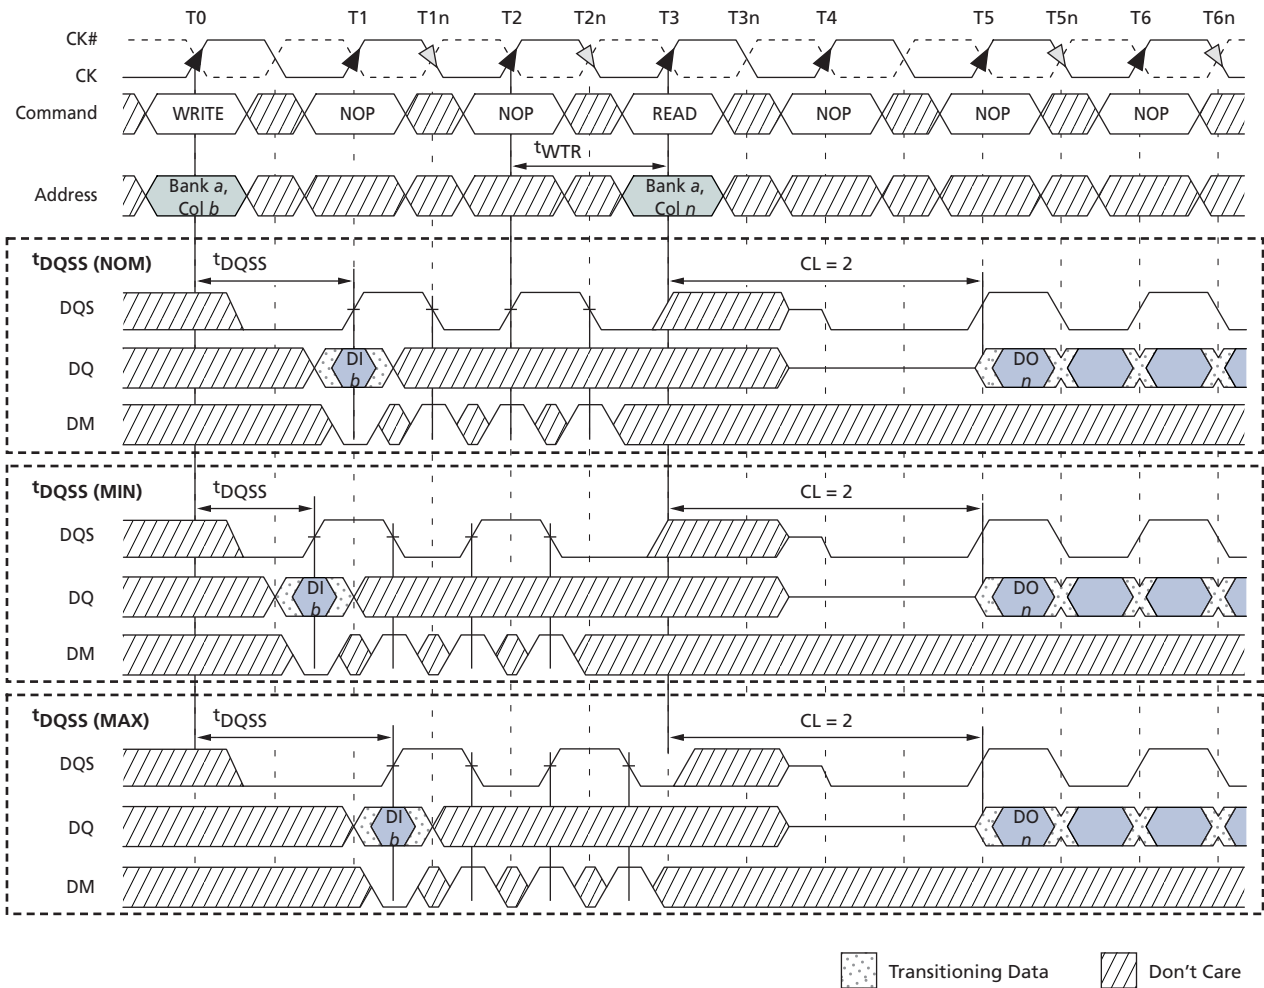 T0 T1 T1n T2 T2n T3 T3n T4 T5 T5n T6 T6n
CK#
CK
Command WRITE NOP NOP READ NOP NOP NOP
tWTR
Address Bank a, Col b Bank a, Col n
tDQSS (NOM) tDQSS CL = 2
DQS
DQ DI b DO n
DM
tDQSS (MIN) tDQSS CL = 2
DQS
DQ DI b DO n
DM
tDQSS (MAX) tDQSS CL = 2
DQS
DQ DI b DO n
DM
Transitioning Data Don't Care